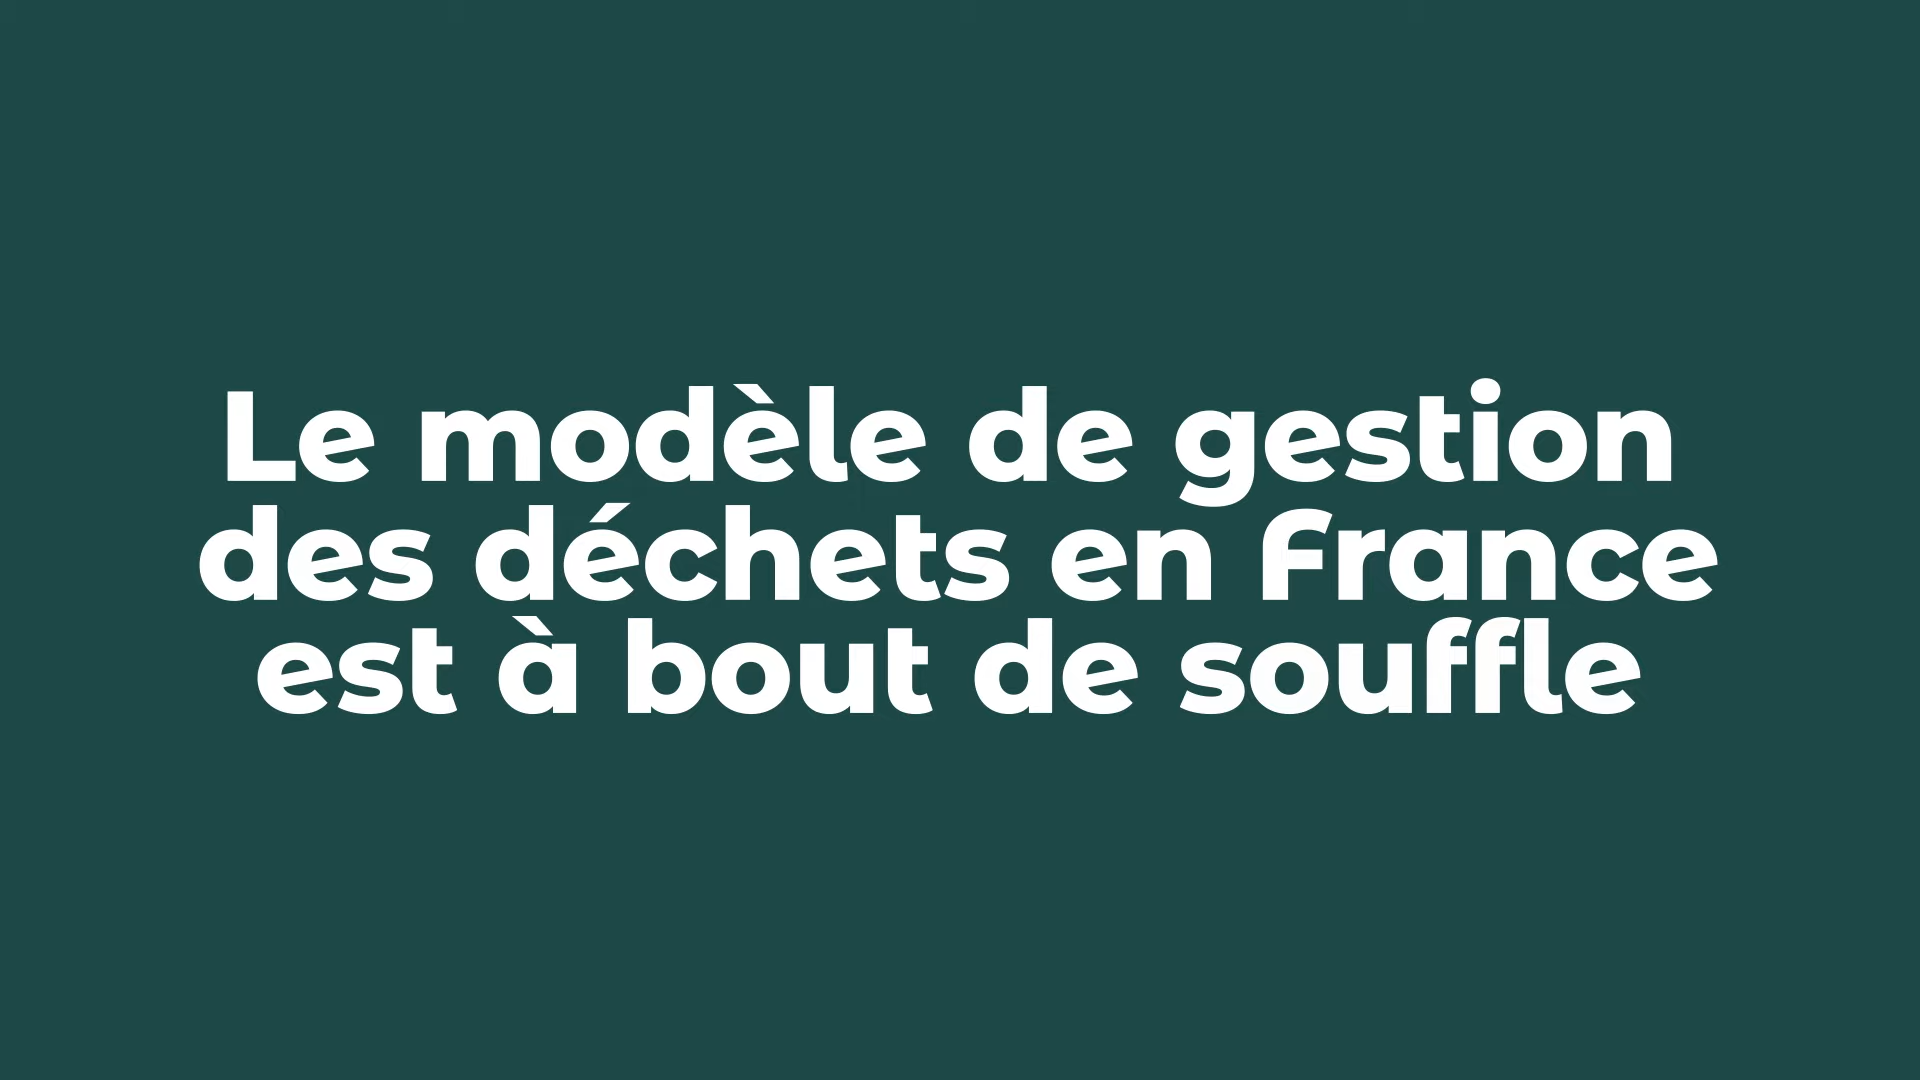 Le modèle de gestion
des déchets en France
est à bout de souffle